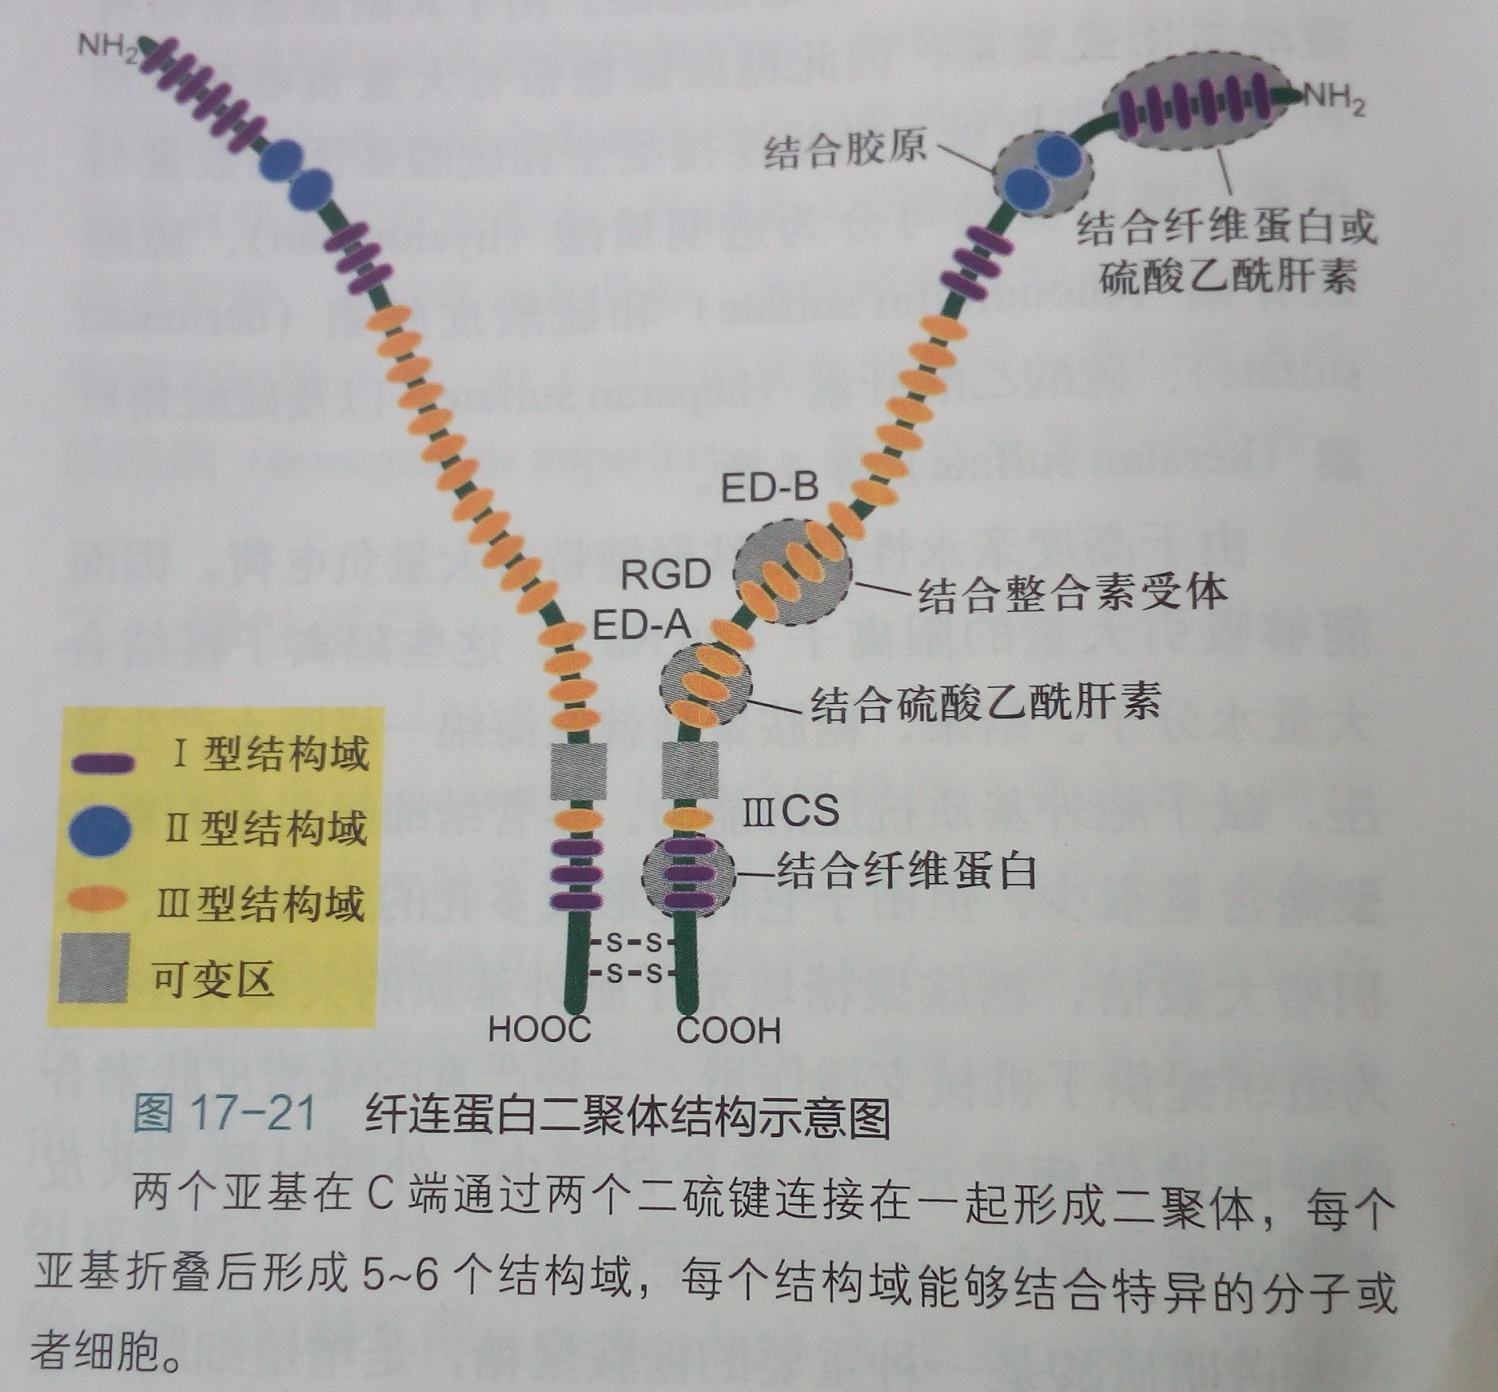 NH₂
NH₂
结合胶原
结合纤维蛋白或
硫酸乙酰肝素
ED-B
RGD
结合整合素受体
ED-A
结合硫酸乙酰肝素
Ⅰ型结构域
Ⅱ型结构域
Ⅲ型结构域
可变区
ⅢCS
结合纤维蛋白
-S-S-
-S-S-
HOOC
COOH
图 17-21 纤连蛋白二聚体结构示意图
两个亚基在 C 端通过两个二硫键连接在一起形成二聚体，每个
亚基折叠后形成 5~6 个结构域，每个结构域能够结合特异的分子或
者细胞。